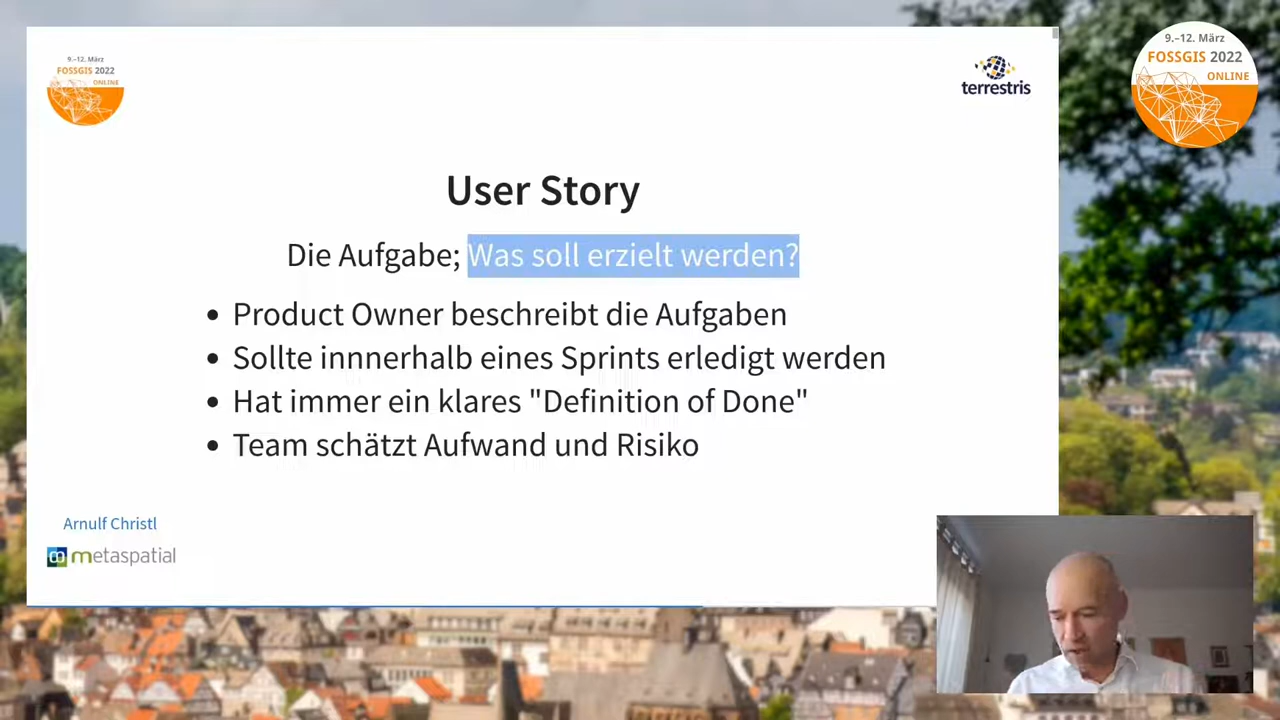 9.–12. März
FOSSGIS 2022
ONLINE
terrestris
9.–12. März
FOSSGIS 2022
ONLINE
User Story
Die Aufgabe; Was soll erzielt werden?
Product Owner beschreibt die Aufgaben
Sollte innnerhalb eines Sprints erledigt werden
Hat immer ein klares "Definition of Done"
Team schätzt Aufwand und Risiko
Arnulf Christl
metaspatial